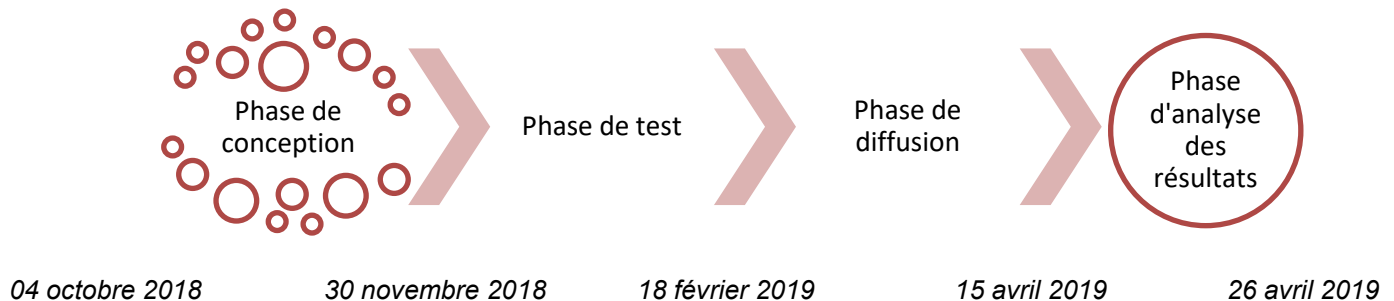 Phase de
conception
Phase de test
Phase de
diffusion
Phase
d'analyse
des
résultats
04 octobre 2018
30 novembre 2018
18 février 2019
15 avril 2019
26 avril 2019